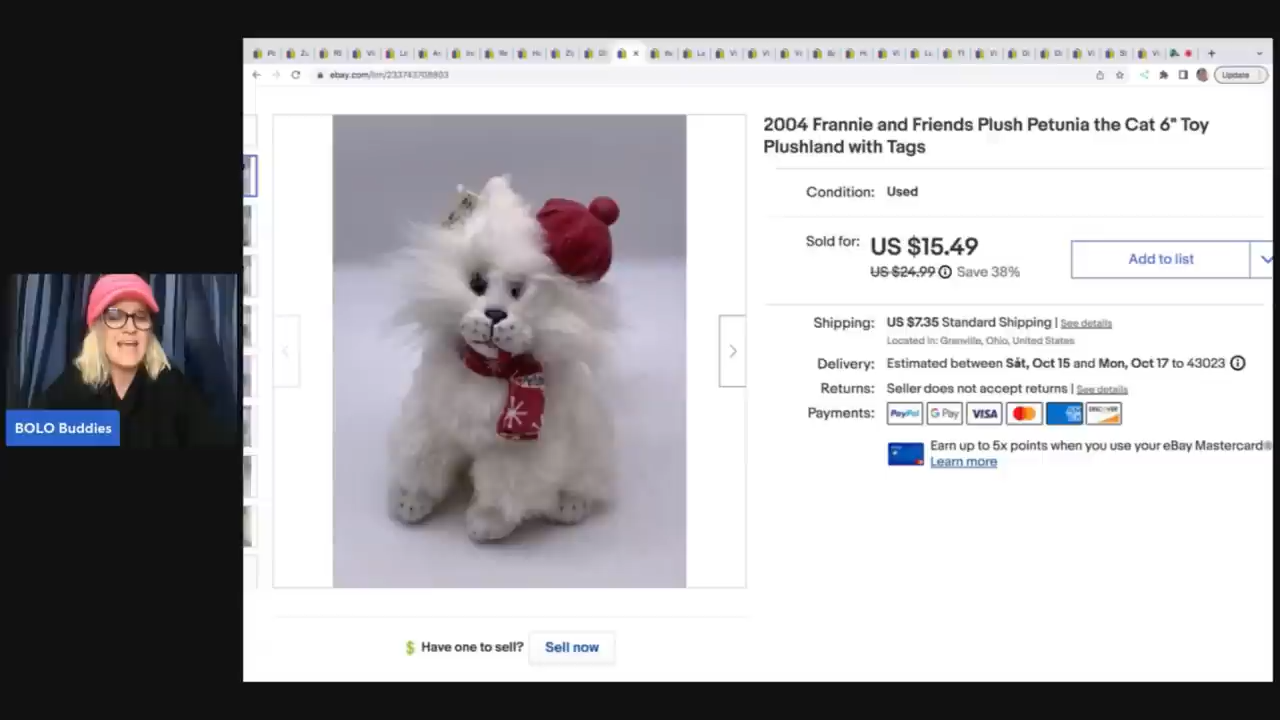 ebay.com/itm/233743708803
Update
2004 Frannie and Friends Plush Petunia the Cat 6" Toy
Plushland with Tags
Condition: Used
Sold for: US $15.49
US $24.99 Save 38%
Add to list
Shipping: US $7.35 Standard Shipping | See details
Located in: Granville, Ohio, United States
Delivery: Estimated between Sat, Oct 15 and Mon, Oct 17 to 43023
Returns: Seller does not accept returns | See details
Payments: PayPal G Pay VISA DISCOVER
Earn up to 5x points when you use your eBay Mastercard®
Learn more
BOLO Buddies
$ Have one to sell? Sell now